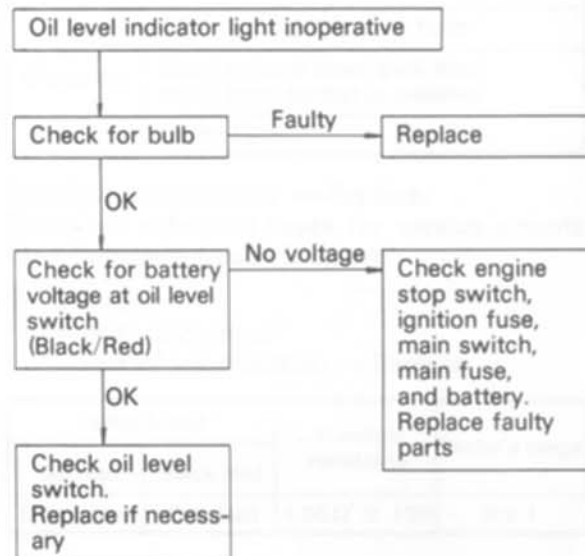 Oil level indicator light inoperative
Check for bulb
Faulty
Replace
OK
Check for battery
voltage at oil level
switch
(Black/Red)
No voltage
Check engine
stop switch,
ignition fuse,
main switch,
main fuse,
and battery.
Replace faulty
parts
OK
Check oil level
switch.
Replace if necess-
ary